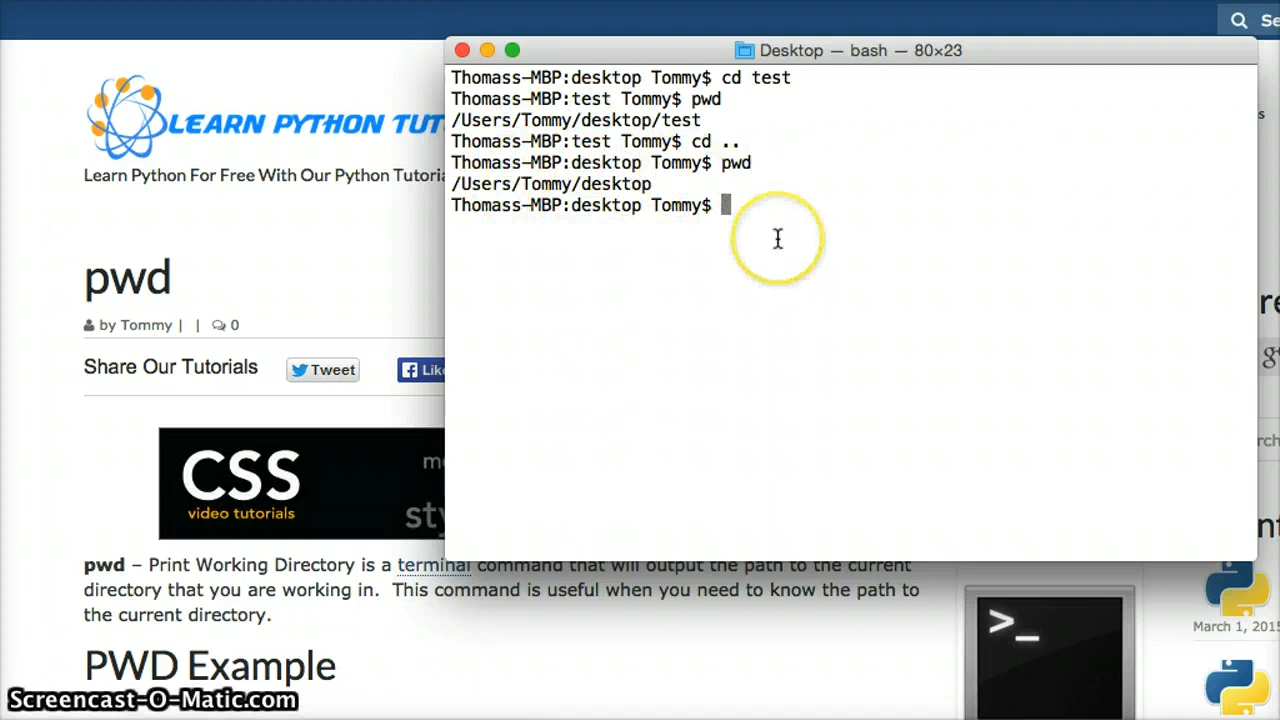 Se
Desktop — bash — 80×23
Thomass-MBP:desktop Tommy$ cd test
Thomass-MBP:test Tommy$ pwd
/Users/Tommy/desktop/test
Thomass-MBP:test Tommy$ cd ..
Thomass-MBP:desktop Tommy$ pwd
/Users/Tommy/desktop
Thomass-MBP:desktop Tommy$
LEARN PYTHON TUT
Learn Python For Free With Our Python Tutoria
pwd
by Tommy | | 0
Share Our Tutorials
Tweet
Like
CSS
video tutorials
sty
pwd – Print Working Directory is a terminal command that will output the path to the current
directory that you are working in. This command is useful when you need to know the path to
the current directory.
PWD Example
>_
March 1, 2015
Screencast-O-Matic.com